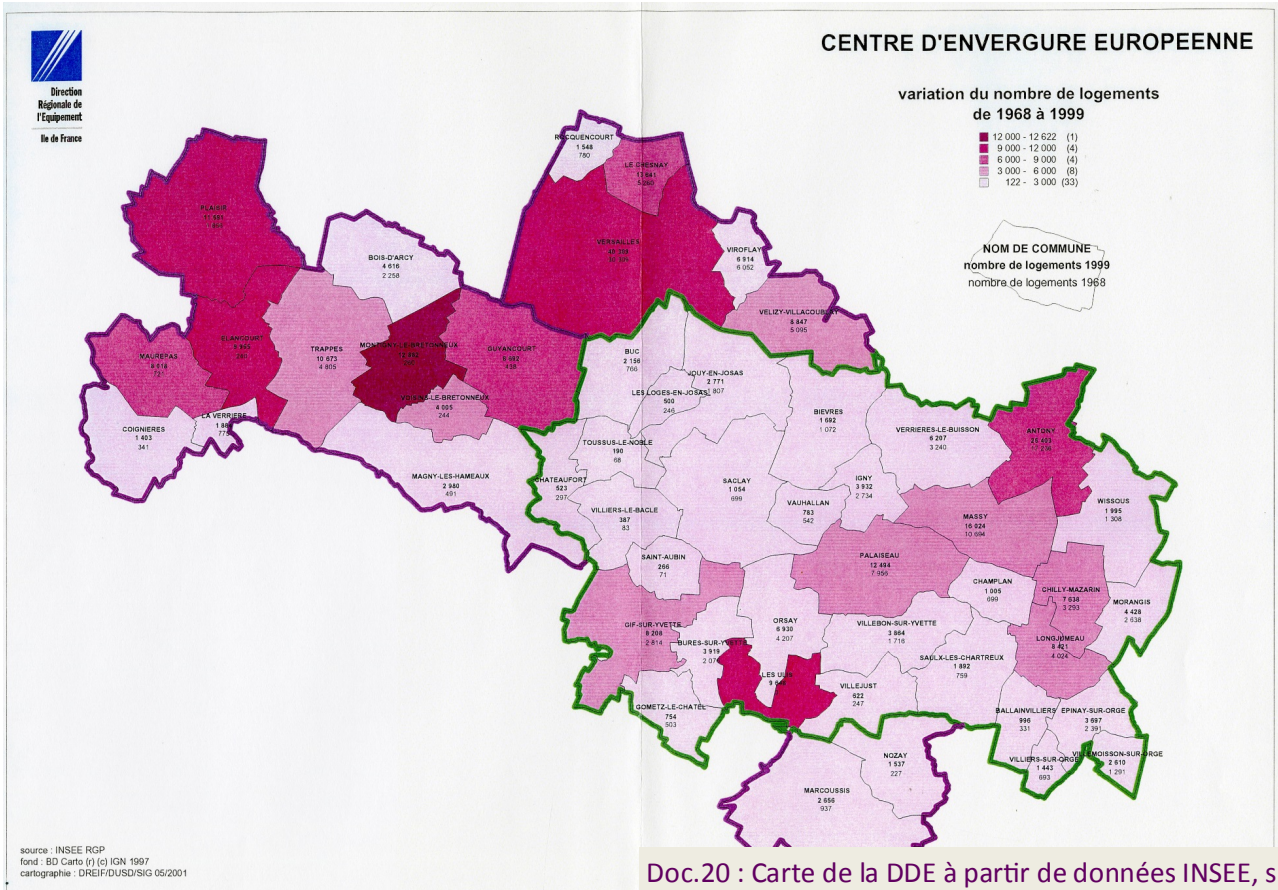 Direction
Régionale de
l'Equipement
Ile de France
CENTRE D'ENVERGURE EUROPEENNE
variation du nombre de logements
de 1968 à 1999
12 000 - 12 622 (1)
9 000 - 12 000 (4)
6 000 - 9 000 (4)
3 000 - 6 000 (8)
122 - 3 000 (33)
NOM DE COMMUNE
nombre de logements 1999
nombre de logements 1968
ROCQUENCOURT
1 548
780
LE CHESNAY
PLAISIR
VERSAILLES
BOIS-D'ARCY
4 616
2 258
VIROFLAY
6 914
6 052
VELIZY-VILLACOUBLAY
8 847
5 095
ELANCOURT
MAUREPAS
TRAPPES
10 673
4 805
MONTIGNY-LE-BRETONNEUX
GUYANCOURT
VOISINS-LE-BRETONNEUX
4 005
244
LA VERRIERE
COIGNIERES
1 403
341
MAGNY-LES-HAMEAUX
2 980
491
BUC
2 156
766
JOUY-EN-JOSAS
2 771
1 807
LES LOGES-EN-JOSAS
500
246
BIEVRES
1 692
1 072
VERRIERES-LE-BUISSON
6 207
3 240
ANTONY
TOUSSUS-LE-NOBLE
190
68
CHATEAUFORT
523
297
SACLAY
1 054
699
IGNY
3 932
2 734
VAUHALLAN
783
542
VILLIERS-LE-BACLE
387
83
WISSOUS
1 995
1 308
MASSY
16 024
10 694
SAINT-AUBIN
266
71
PALAISEAU
12 494
7 956
CHAMPLAN
1 005
699
CHILLY-MAZARIN
7 638
3 293
MORANGIS
4 428
2 638
GIF-SUR-YVETTE
8 208
2 814
BURES-SUR-YVETTE
3 919
ORSAY
6 930
4 207
VILLEBON-SUR-YVETTE
3 864
1 716
LONGJUMEAU
8 421
4 024
SAULX-LES-CHARTREUX
1 892
759
LES ULIS
VILLEJUST
622
247
GOMETZ-LE-CHATEL
754
503
BALLAINVILLIERS
996
331
EPINAY-SUR-ORGE
3 697
2 391
VILLIERS-SUR-ORGE
1 443
693
VILLEMOISSON-SUR-ORGE
2 610
1 291
NOZAY
1 537
227
MARCOUSSIS
2 656
937
source : INSEE RGP
fond : BD Carto (r) (c) IGN 1997
cartographie : DREIF/DUSD/SIG 05/2001
Doc.20 : Carte de la DDE à partir de données INSEE, s